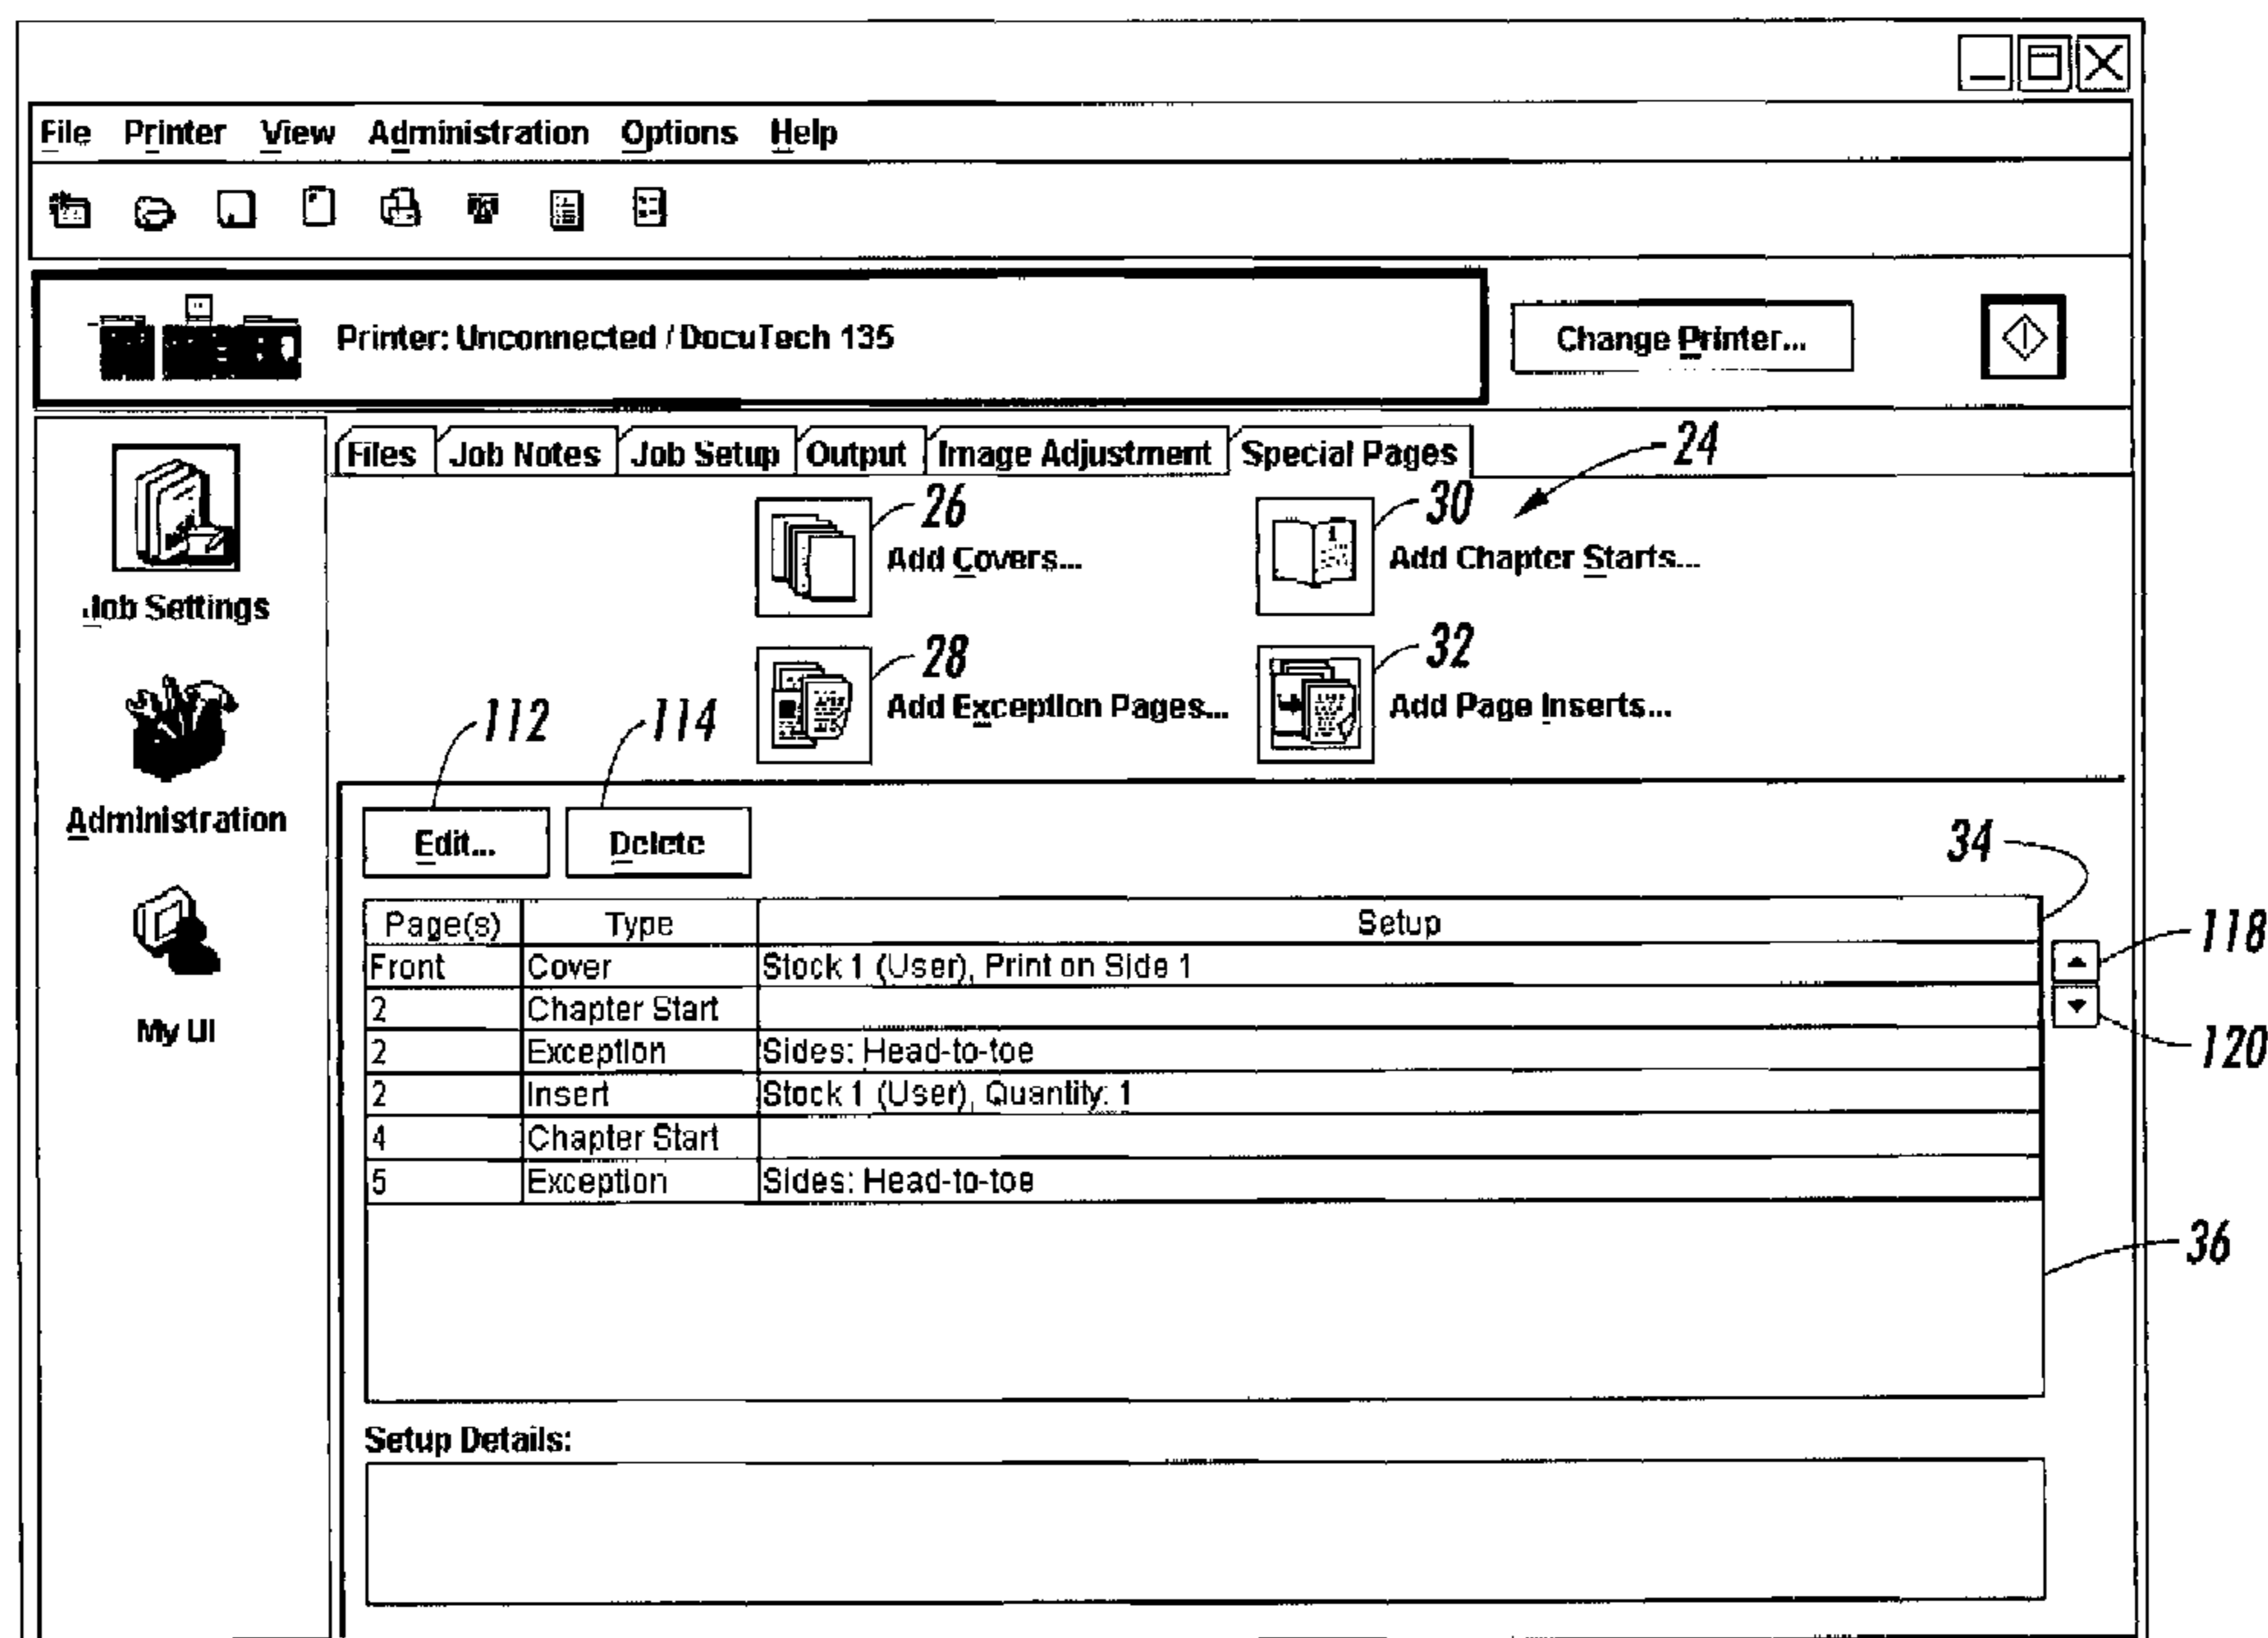 File Printer View Administration Options Help
Printer: Unconnected / DocuTech 135
Change Printer...
Files Job Notes Job Setup Output Image Adjustment Special Pages
24
26
Add Covers...
30
Add Chapter Starts...
28
Add Exception Pages...
32
Add Page Inserts...
Job Settings
Administration
My UI
112
114
Edit...
Delete
34
Page(s) Type Setup
118
Front Cover Stock 1 (User), Print on Side 1
2 Chapter Start
2 Exception Sides: Head-to-toe
120
2 Insert Stock 1 (User), Quantity: 1
4 Chapter Start
5 Exception Sides: Head-to-toe
36
Setup Details: